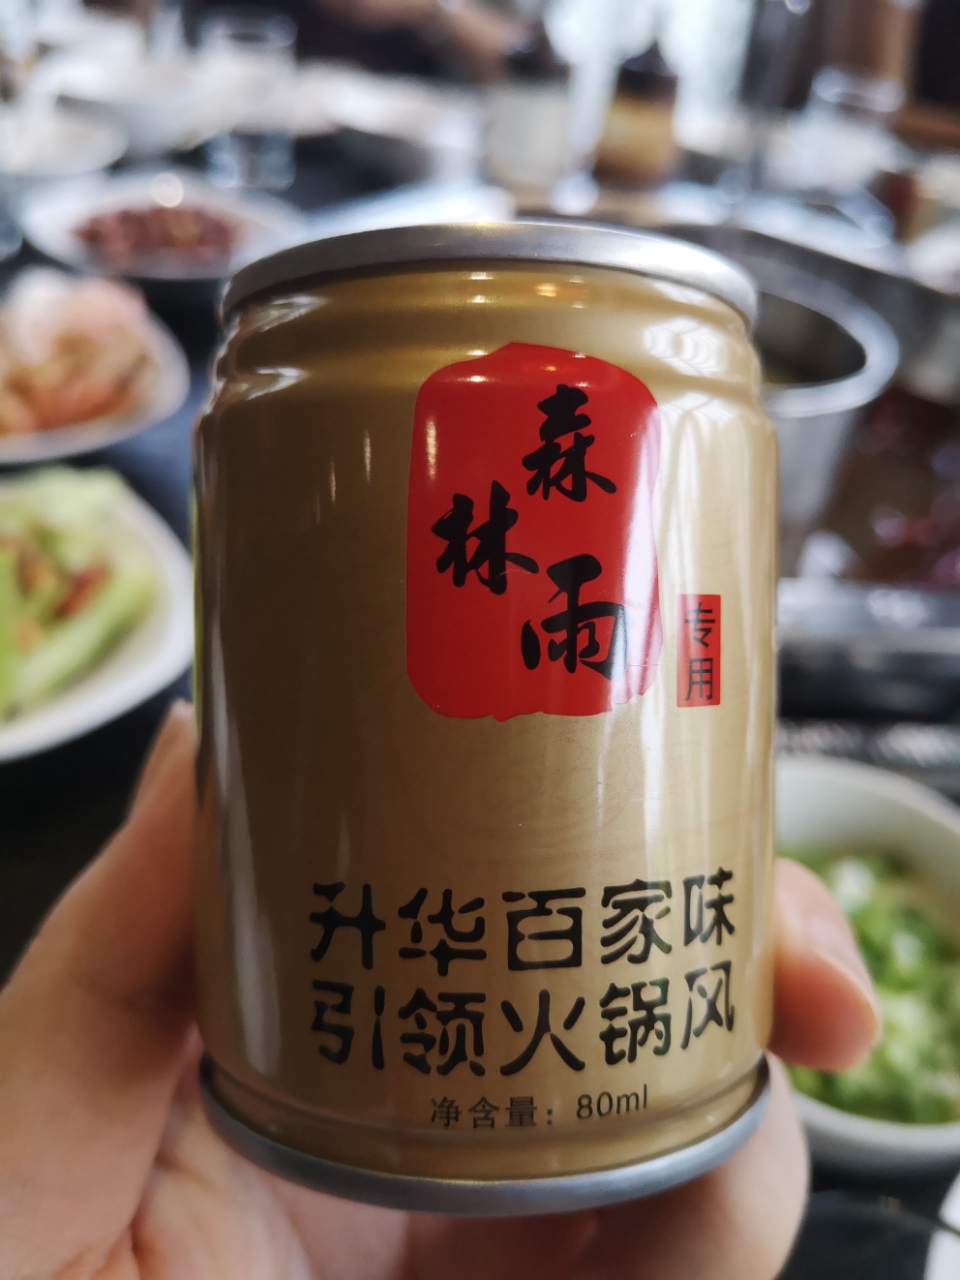 森林雨
专用
升华百家味
引领火锅风
净含量：80ml